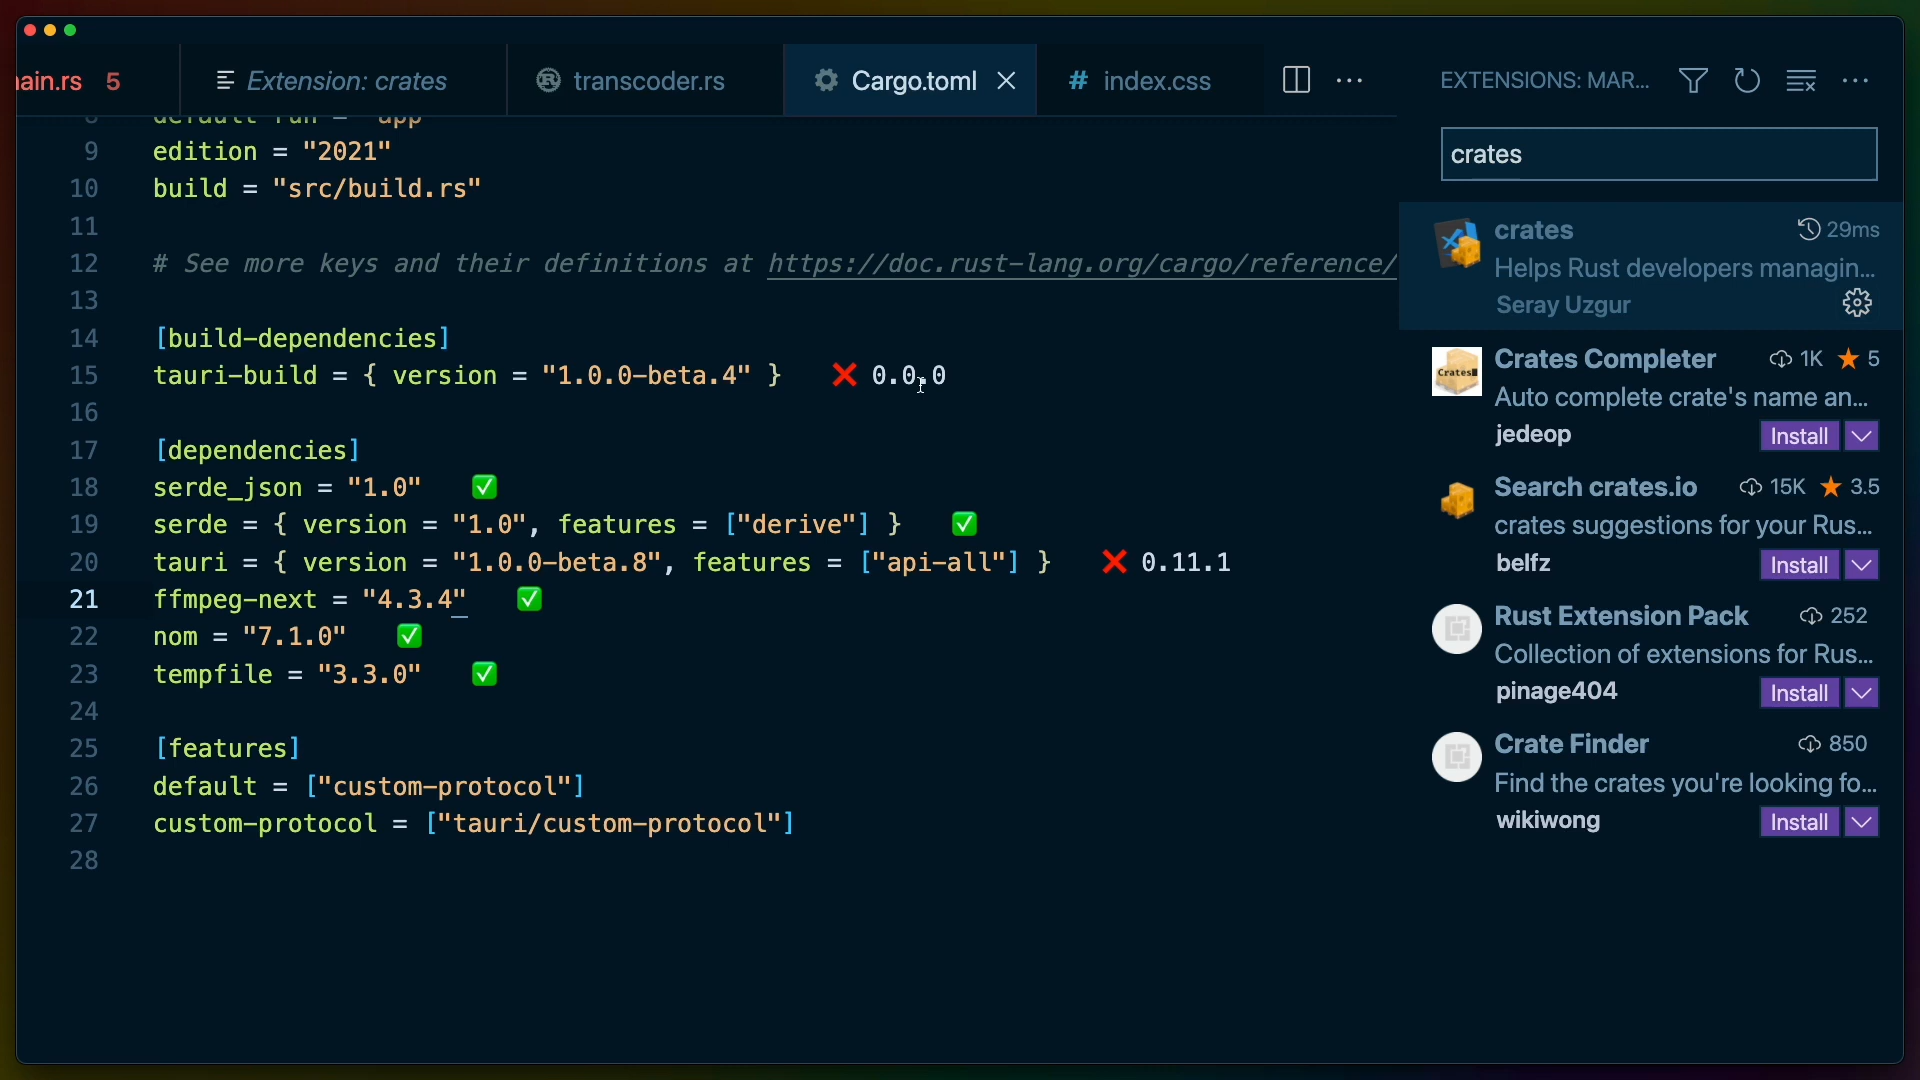 ain.rs 5
Extension: crates
transcoder.rs
Cargo.toml
# index.css
EXTENSIONS: MAR...
8 default-run = "app"
9 edition = "2021"
10 build = "src/build.rs"
11
12 # See more keys and their definitions at https://doc.rust-lang.org/cargo/reference/
13
14 [build-dependencies]
15 tauri-build = { version = "1.0.0-beta.4" } ❌ 0.0.0
16
17 [dependencies]
18 serde_json = "1.0" ✅
19 serde = { version = "1.0", features = ["derive"] } ✅
20 tauri = { version = "1.0.0-beta.8", features = ["api-all"] } ❌ 0.11.1
21 ffmpeg-next = "4.3.4" ✅
22 nom = "7.1.0" ✅
23 tempfile = "3.3.0" ✅
24
25 [features]
26 default = ["custom-protocol"]
27 custom-protocol = ["tauri/custom-protocol"]
28
crates
crates 29ms
Helps Rust developers managin...
Seray Uzgur
Crates
Crates Completer 1K ★ 5
Auto complete crate's name an...
jedeop Install
Search crates.io 15K ★ 3.5
crates suggestions for your Rus...
belfz Install
Rust Extension Pack 252
Collection of extensions for Rus...
pinage404 Install
Crate Finder 850
Find the crates you're looking fo...
wikiwong Install